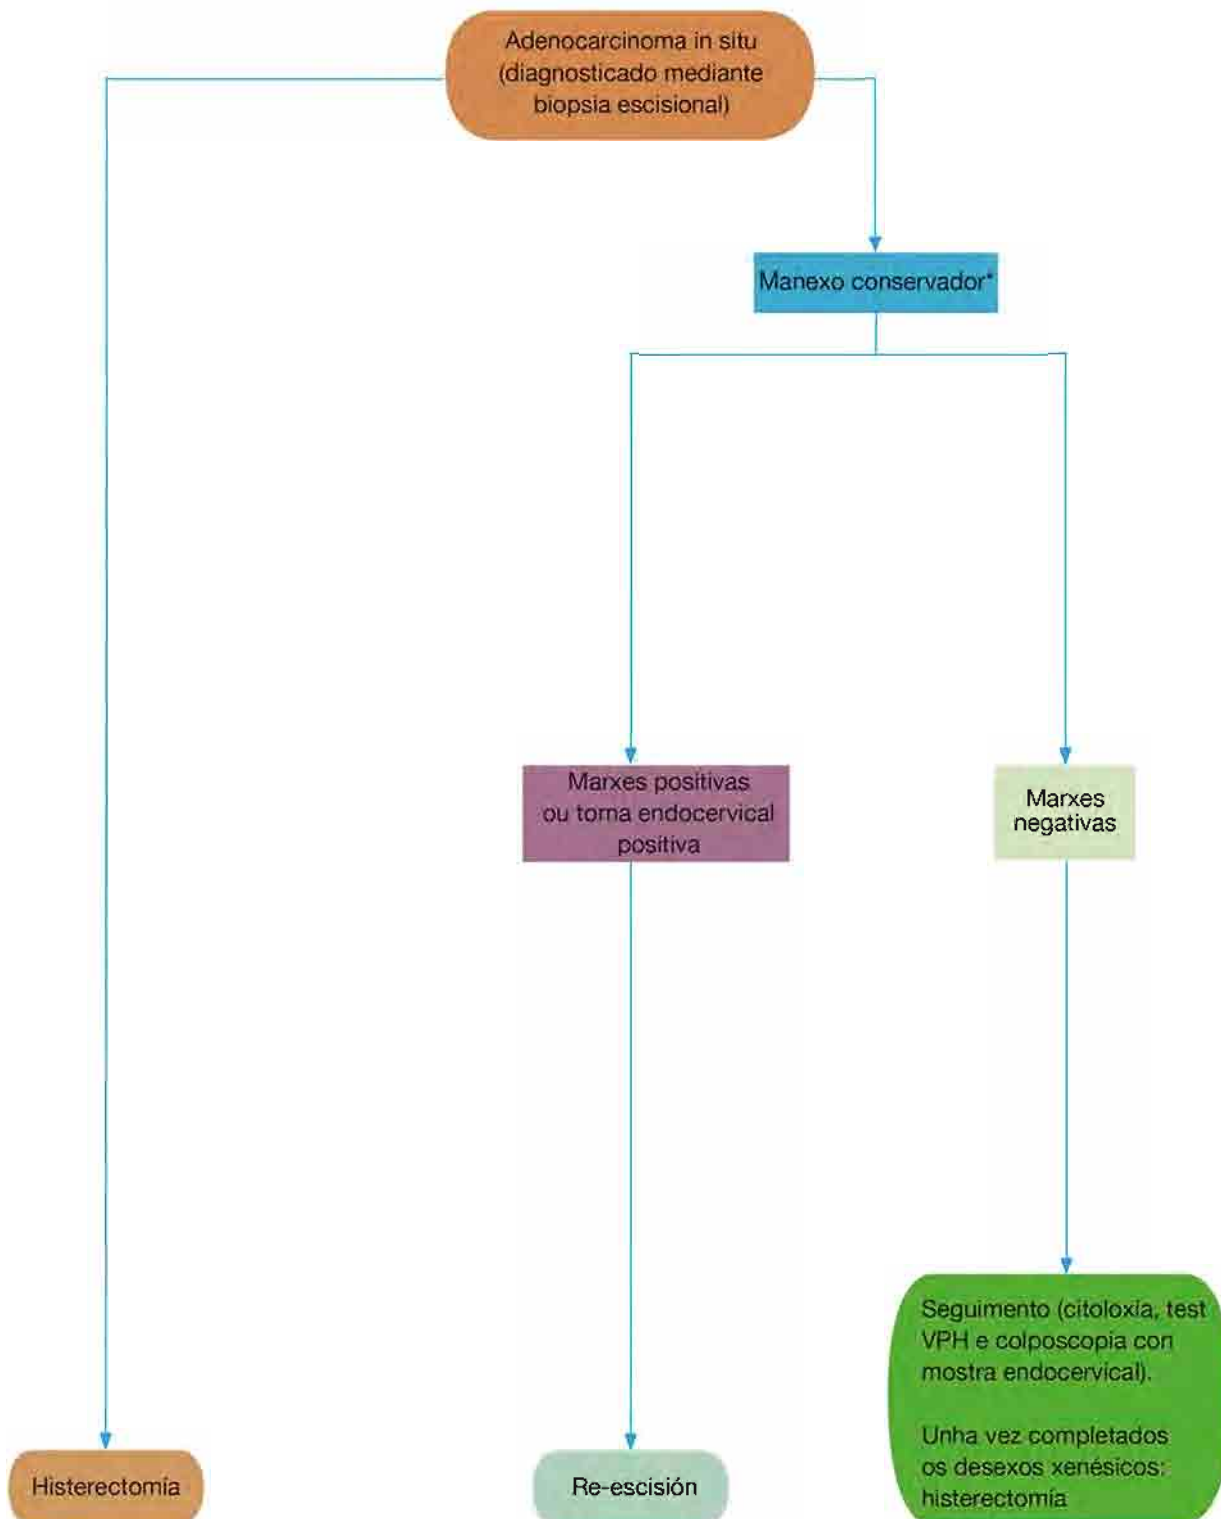 Adenocarcinoma in situ
(diagnosticado mediante
biopsia escisional)
Manexo conservador*
Marxes positivas
ou toma endocervical
positiva
Marxes
negativas
Seguimento (citoloxía, test
VPH e colposcopia con
mostra endocervical).
Unha vez completados
os desexos xenésicos:
histerectomía
Histerectomía
Re-escisión